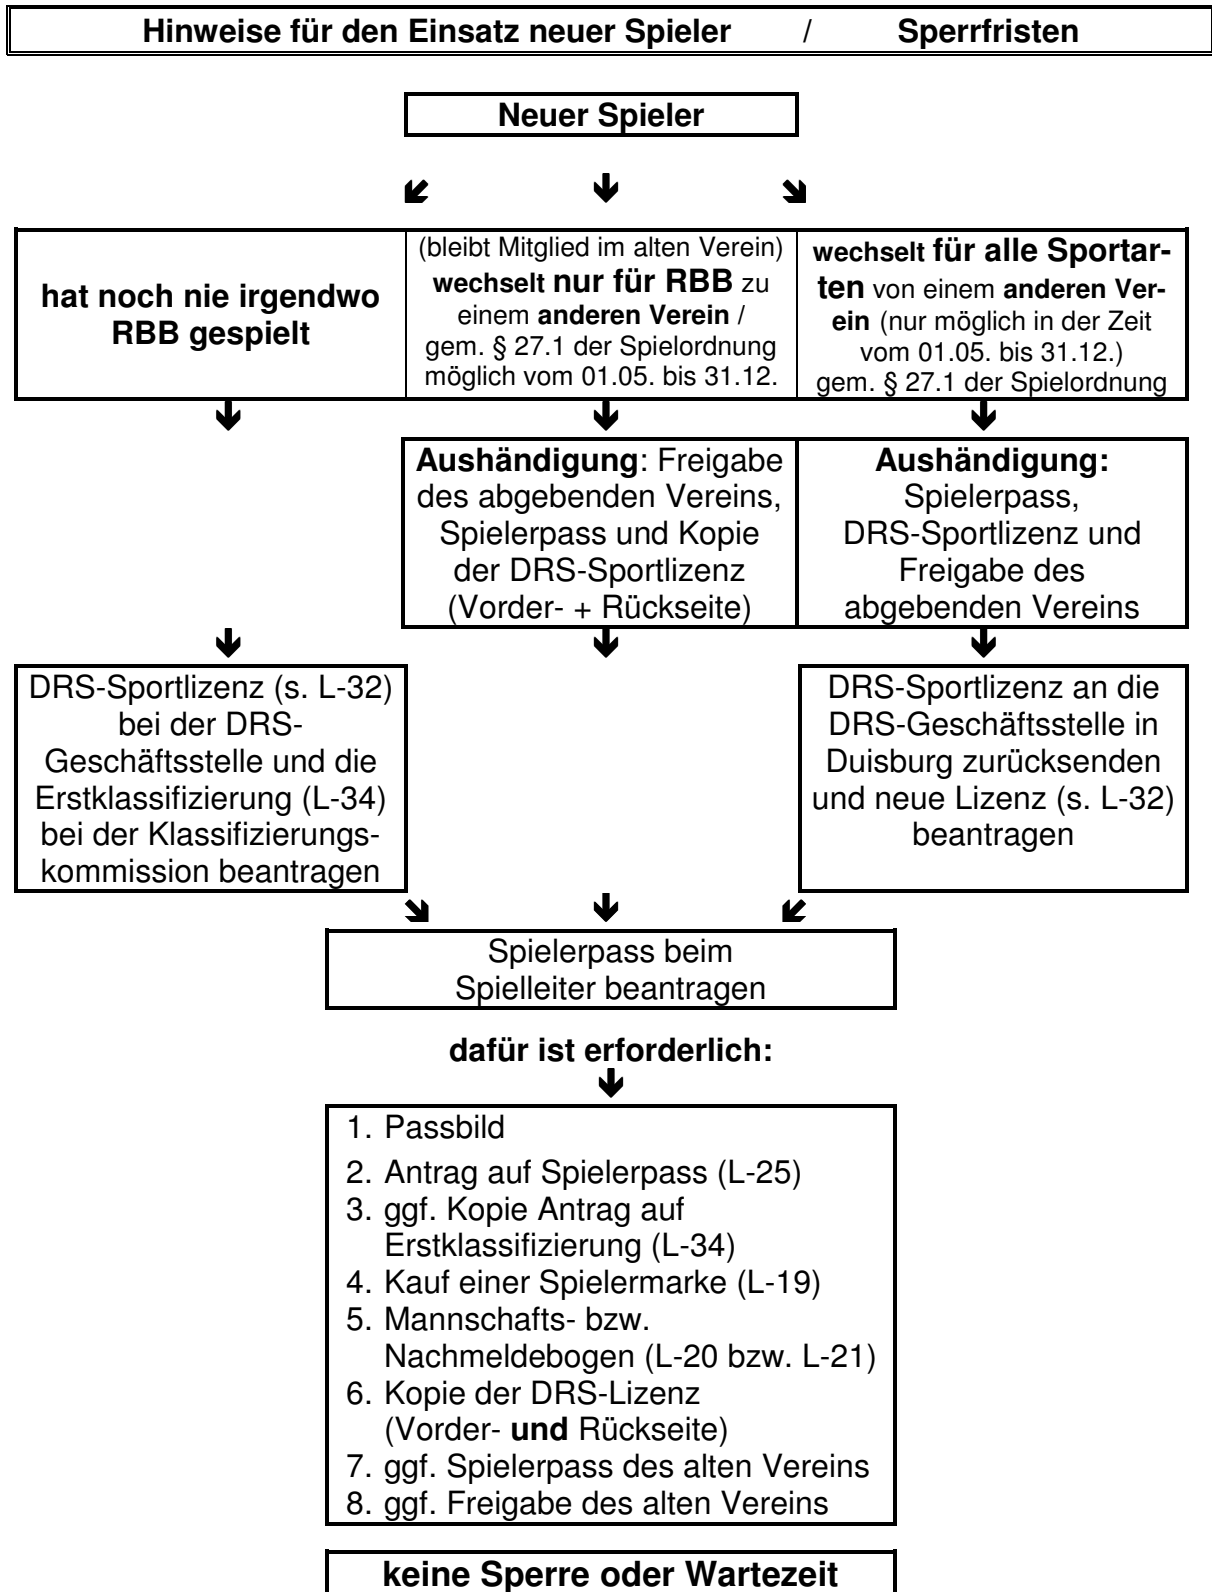 Hinweise für den Einsatz neuer Spieler / Sperrfristen
Neuer Spieler
hat noch nie irgendwo
RBB gespielt
(bleibt Mitglied im alten Verein)
wechselt nur für RBB zu
einem anderen Verein /
gem. § 27.1 der Spielordnung
möglich vom 01.05. bis 31.12.
wechselt für alle Sportar-
ten von einem anderen Ver-
ein (nur möglich in der Zeit
vom 01.05. bis 31.12.)
gem. § 27.1 der Spielordnung
Aushändigung: Freigabe
des abgebenden Vereins,
Spielerpass und Kopie
der DRS-Sportlizenz
(Vorder- + Rückseite)
Aushändigung:
Spielerpass,
DRS-Sportlizenz und
Freigabe des
abgebenden Vereins
DRS-Sportlizenz (s. L-32)
bei der DRS-
Geschäftsstelle und die
Erstklassifizierung (L-34)
bei der Klassifizierungs-
kommission beantragen
DRS-Sportlizenz an die
DRS-Geschäftsstelle in
Duisburg zurücksenden
und neue Lizenz (s. L-32)
beantragen
Spielerpass beim
Spielleiter beantragen
dafür ist erforderlich:
1. Passbild
2. Antrag auf Spielerpass (L-25)
3. ggf. Kopie Antrag auf
Erstklassifizierung (L-34)
4. Kauf einer Spielermarke (L-19)
5. Mannschafts- bzw.
Nachmeldebogen (L-20 bzw. L-21)
6. Kopie der DRS-Lizenz
(Vorder- und Rückseite)
7. ggf. Spielerpass des alten Vereins
8. ggf. Freigabe des alten Vereins
keine Sperre oder Wartezeit